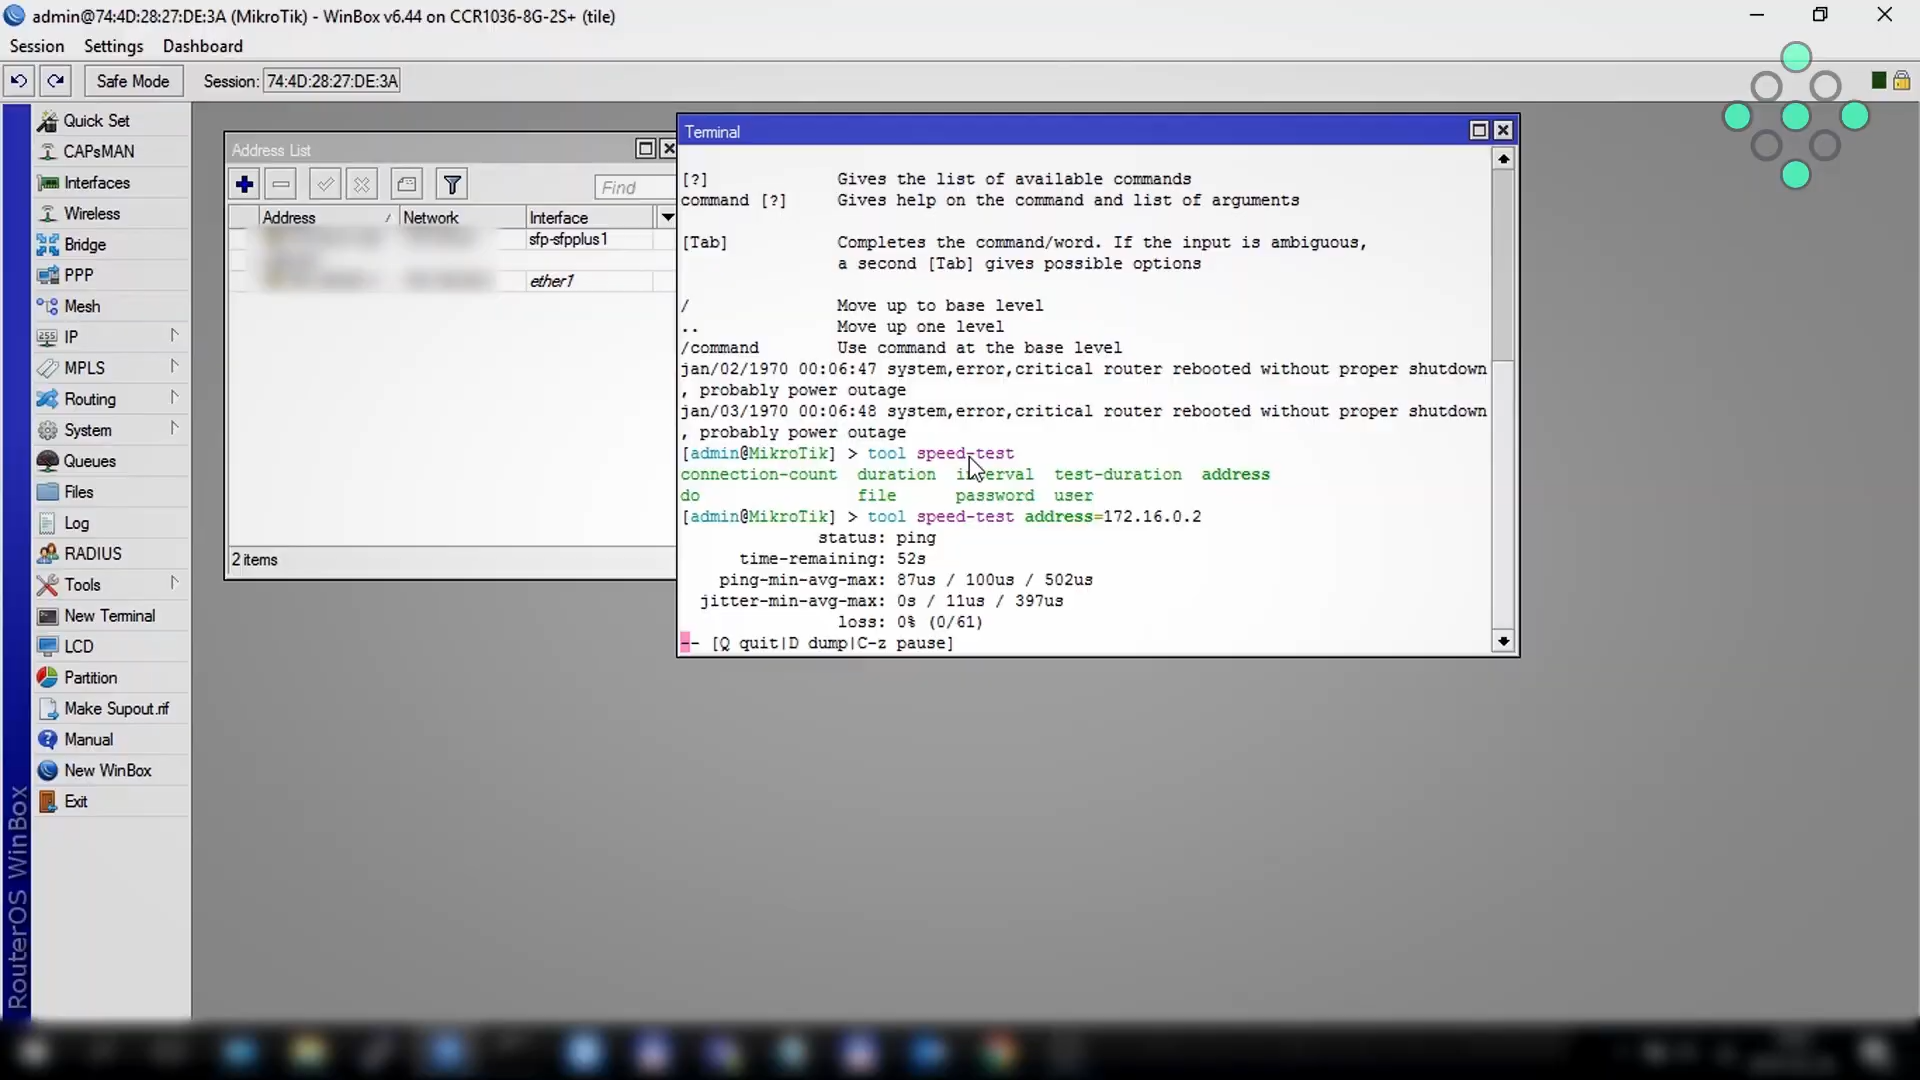 admin@74:4D:28:27:DE:3A (MikroTik) - WinBox v6.44 on CCR1036-8G-2S+ (tile)
Session Settings Dashboard
Safe Mode Session: 74:4D:28:27:DE:3A
Quick Set
CAPsMAN
Interfaces
Wireless
Bridge
PPP
Mesh
IP
MPLS
Routing
System
Queues
Files
Log
RADIUS
Tools
New Terminal
LCD
Partition
Make Supout.rif
Manual
New WinBox
Exit
RouterOS WinBox
Address List
Find
Address Network Interface
sfp-sfpplus1
ether1
2 items
Terminal
[?] Gives the list of available commands
command [?] Gives help on the command and list of arguments
[Tab] Completes the command/word. If the input is ambiguous,
a second [Tab] gives possible options
/ Move up to base level
.. Move up one level
/command Use command at the base level
jan/02/1970 00:06:47 system,error,critical router rebooted without proper shutdown
, probably power outage
jan/03/1970 00:06:48 system,error,critical router rebooted without proper shutdown
, probably power outage
[admin@MikroTik] > tool speed-test
connection-count duration interval test-duration address
do file password user
[admin@MikroTik] > tool speed-test address=172.16.0.2
status: ping
time-remaining: 52s
ping-min-avg-max: 87us / 100us / 502us
jitter-min-avg-max: 0s / 11us / 397us
loss: 0% (0/61)
-- [Q quit|D dump|C-z pause]